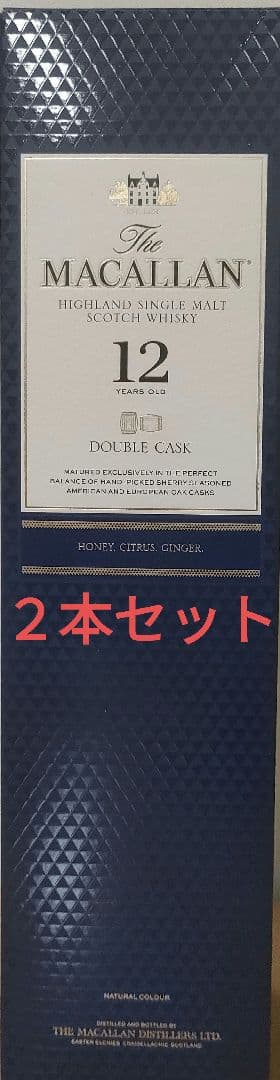 The
MACALLAN
HIGHLAND SINGLE MALT
SCOTCH WHISKY
12
YEARS OLD
DOUBLE CASK
MATURED EXCLUSIVELY IN THE PERFECT
BALANCE OF HAND-PICKED SHERRY SEASONED
AMERICAN AND EUROPEAN OAK CASKS
HONEY. CITRUS. GINGER.
２本セット
NATURAL COLOUR
DISTILLED AND BOTTLED BY
THE MACALLAN DISTILLERS LTD.
EASTER ELCHIES CRAIGELLACHIE SCOTLAND